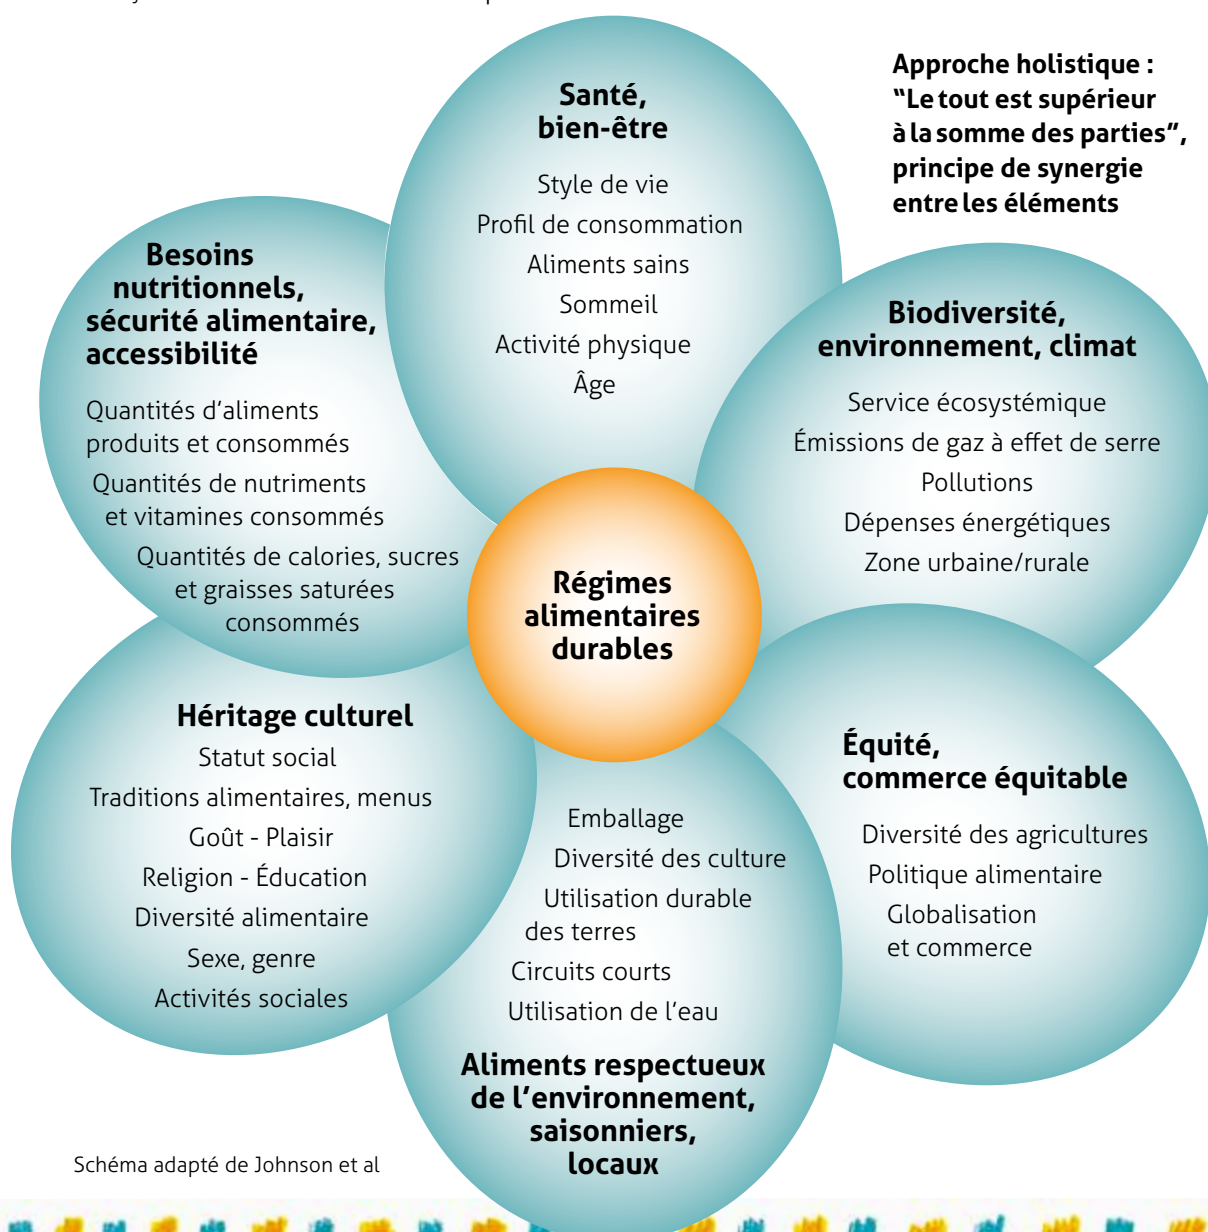 Approche holistique :
“Le tout est supérieur
à la somme des parties”,
principe de synergie
entre les éléments
Santé,
bien-être
Style de vie
Profil de consommation
Aliments sains
Sommeil
Activité physique
Âge
Besoins
nutritionnels,
sécurité alimentaire,
accessibilité
Quantités d’aliments
produits et consommés
Quantités de nutriments
et vitamines consommés
Quantités de calories, sucres
et graisses saturées
consommés
Biodiversité,
environnement, climat
Service écosystémique
Émissions de gaz à effet de serre
Pollutions
Dépenses énergétiques
Zone urbaine/rurale
Régimes
alimentaires
durables
Héritage culturel
Statut social
Traditions alimentaires, menus
Goût - Plaisir
Religion - Éducation
Diversité alimentaire
Sexe, genre
Activités sociales
Équité,
commerce équitable
Diversité des agricultures
Politique alimentaire
Globalisation
et commerce
Emballage
Diversité des culture
Utilisation durable
des terres
Circuits courts
Utilisation de l’eau
Aliments respectueux
de l’environnement,
saisonniers,
locaux
Schéma adapté de Johnson et al